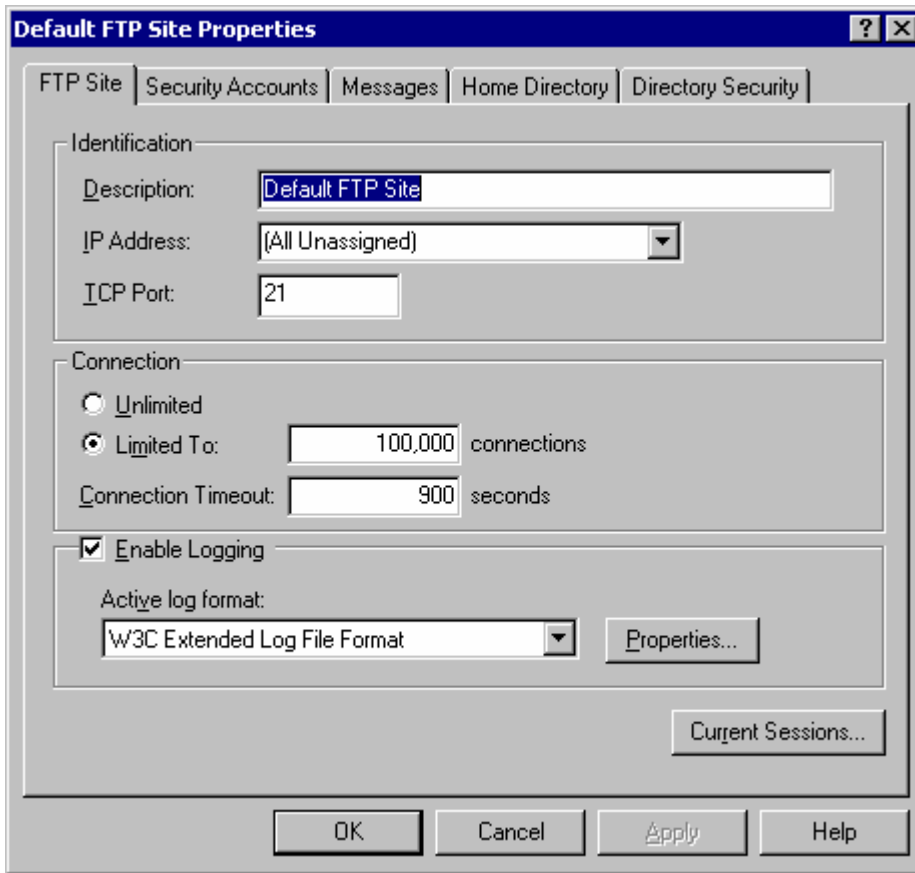 Default FTP Site Properties
FTP Site Security Accounts Messages Home Directory Directory Security
Identification
Description: Default FTP Site
IP Address: (All Unassigned)
TCP Port: 21
Connection
Unlimited
Limited To: 100,000 connections
Connection Timeout: 900 seconds
Enable Logging
Active log format:
W3C Extended Log File Format Properties...
Current Sessions...
OK Cancel Apply Help